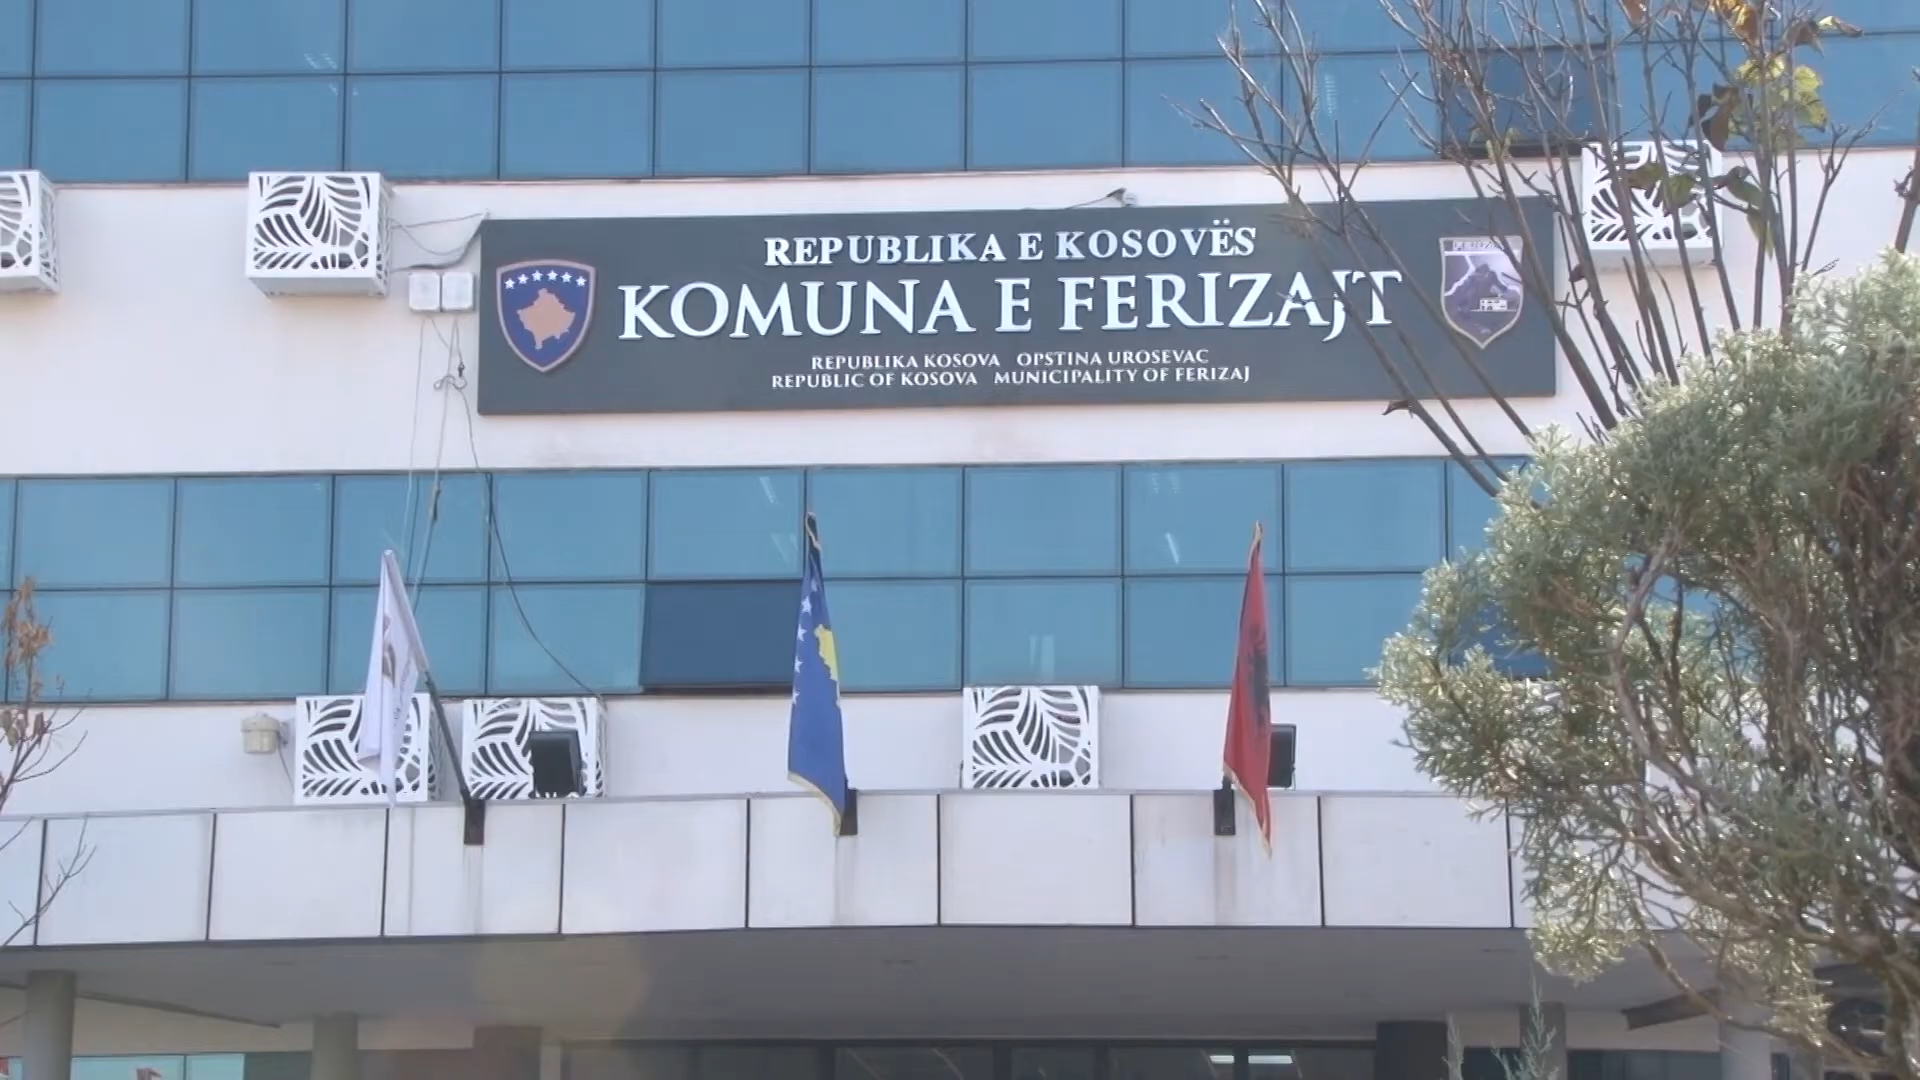 REPUBLIKA E KOSOVËS
KOMUNA E FERIZAJT
REPUBLIKA KOSOVA OPSTINA UROSEVAC
REPUBLIC OF KOSOVA MUNICIPALITY OF FERIZAJ